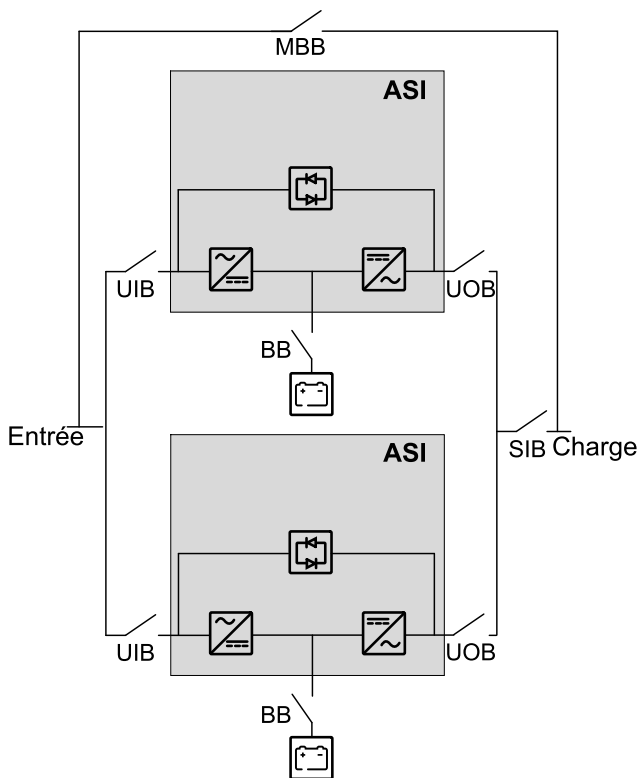 MBB
ASI
UIB
UOB
BB
Entrée
SIB Charge
ASI
UIB
UOB
BB